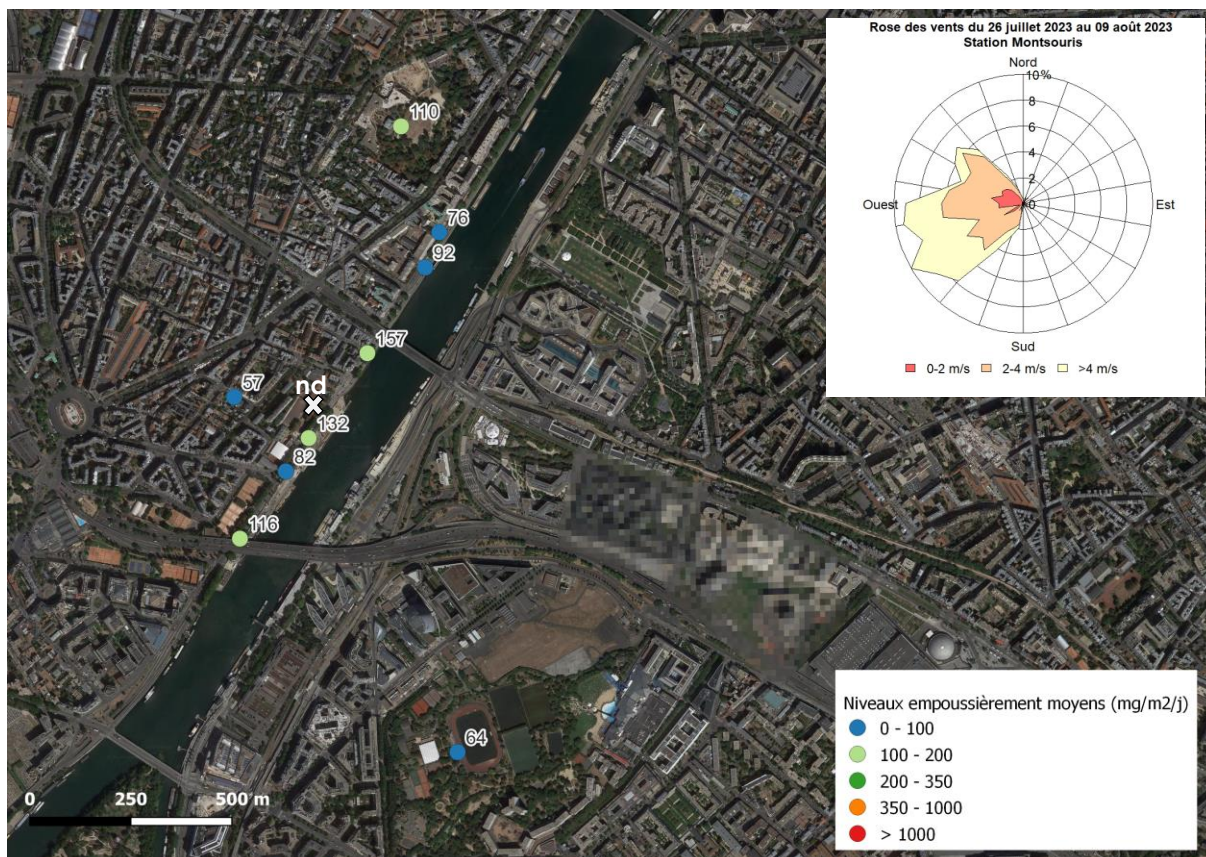 Rose des vents du 26 juillet 2023 au 09 août 2023
Station Montsouris
Nord
10%
8
6
4
2
0
Ouest
Est
Sud
0-2 m/s 2-4 m/s >4 m/s
110
76
92
157
57
nd
132
82
116
64
Niveaux empoussièrement moyens (mg/m2/j)
0 - 100
100 - 200
200 - 350
350 - 1000
> 1000
0 250 500 m